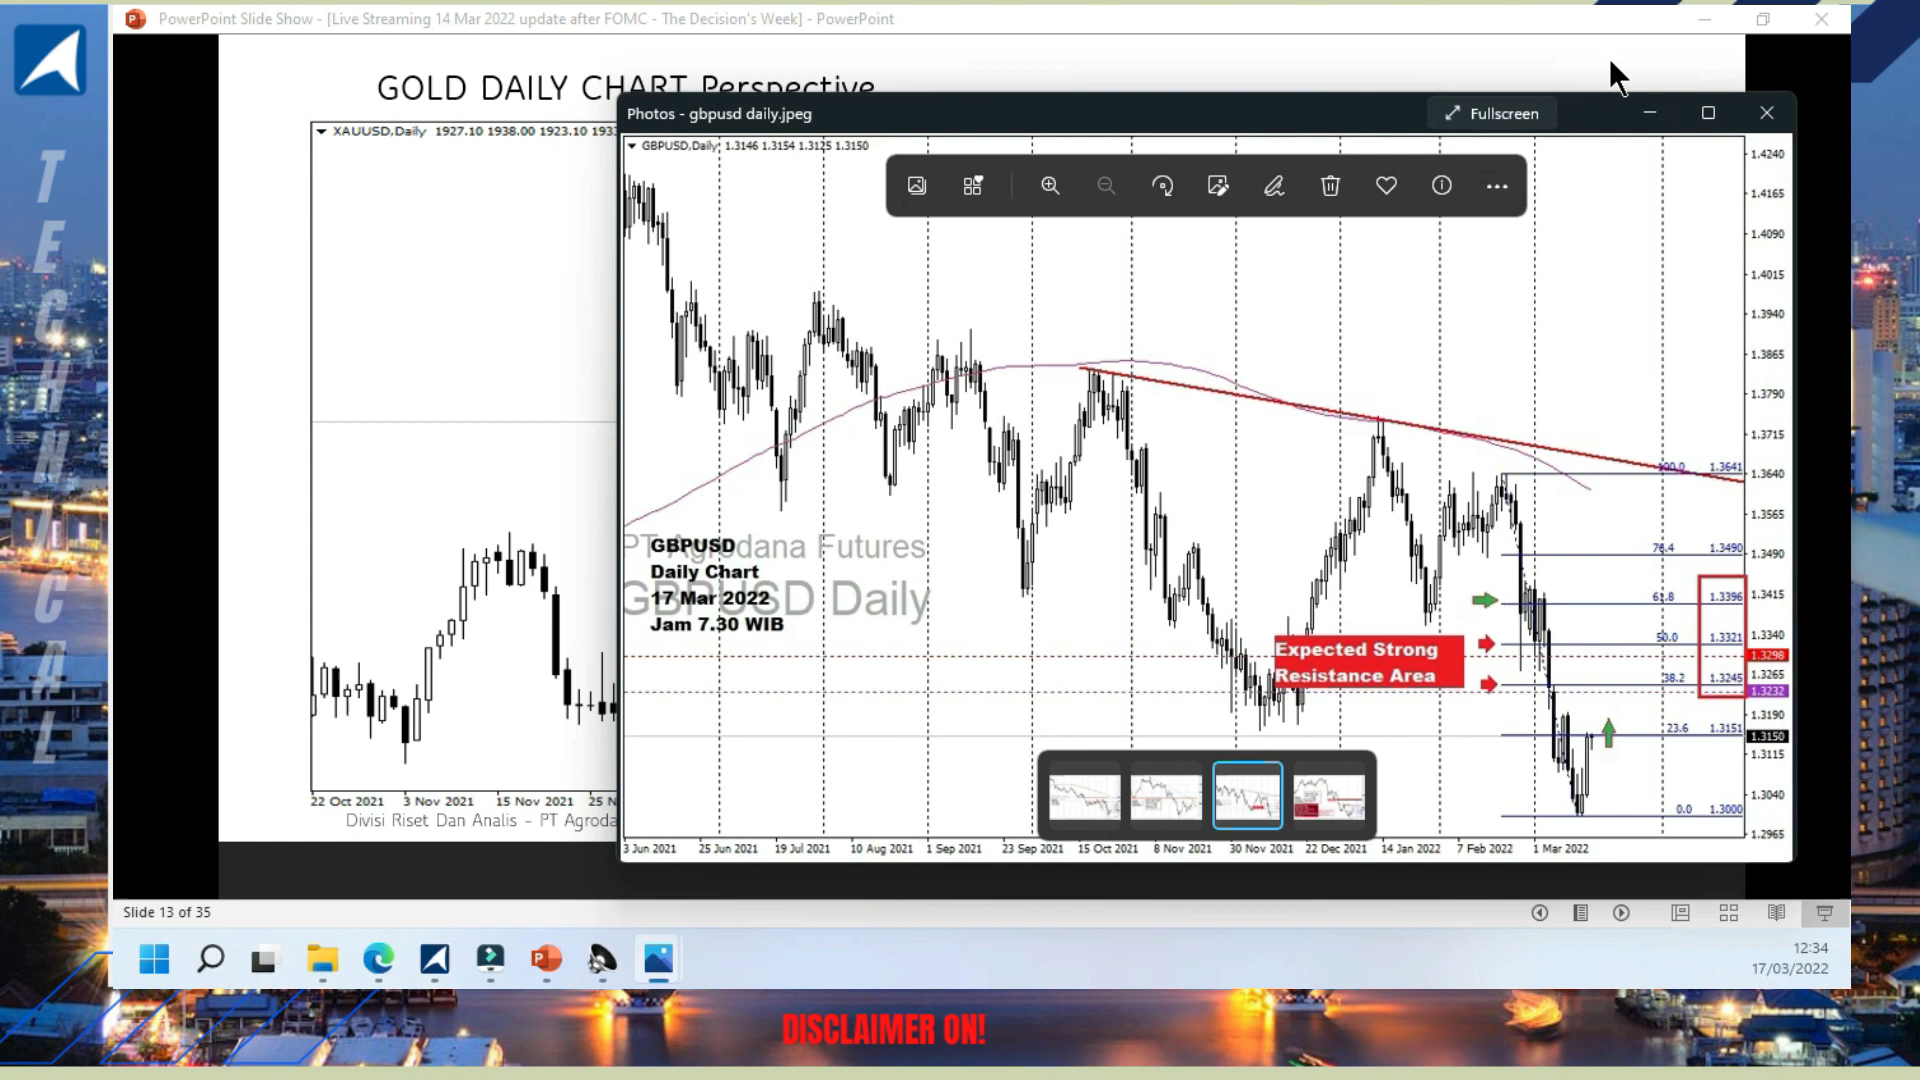 PowerPoint Slide Show - [Live Streaming 14 Mar 2022 update after FOMC - The Decision's Week] - PowerPoint
TECHNICAL
GOLD DAILY CHART Perspective
XAUUSD,Daily 1927.10 1938.00 1923.10
22 Oct 2021 3 Nov 2021 15 Nov 2021 25 N
Divisi Riset Dan Analis - PT Agroda
Photos - gbpusd daily.jpeg
Fullscreen
GBPUSD,Daily 1.3146 1.3154 1.3125 1.3150
1.4240
1.4165
1.4090
1.4015
1.3940
1.3865
1.3790
1.3715
1.3640
1.3565
1.3490
1.3415
1.3340
1.3298
1.3265
1.3232
1.3190
1.3150
1.3115
1.3040
1.2965
100.0 1.3641
76.4 1.3490
61.8 1.3396
50.0 1.3321
38.2 1.3245
23.6 1.3151
0.0 1.3000
PT Agrodana Futures
GBPUSD Daily
GBPUSD
Daily Chart
17 Mar 2022
Jam 7.30 WIB
Expected Strong
Resistance Area
3 Jun 2021 25 Jun 2021 19 Jul 2021 10 Aug 2021 1 Sep 2021 23 Sep 2021 15 Oct 2021 8 Nov 2021 30 Nov 2021 22 Dec 2021 14 Jan 2022 7 Feb 2022 1 Mar 2022
Slide 13 of 35
12:34
17/03/2022
DISCLAIMER ON!